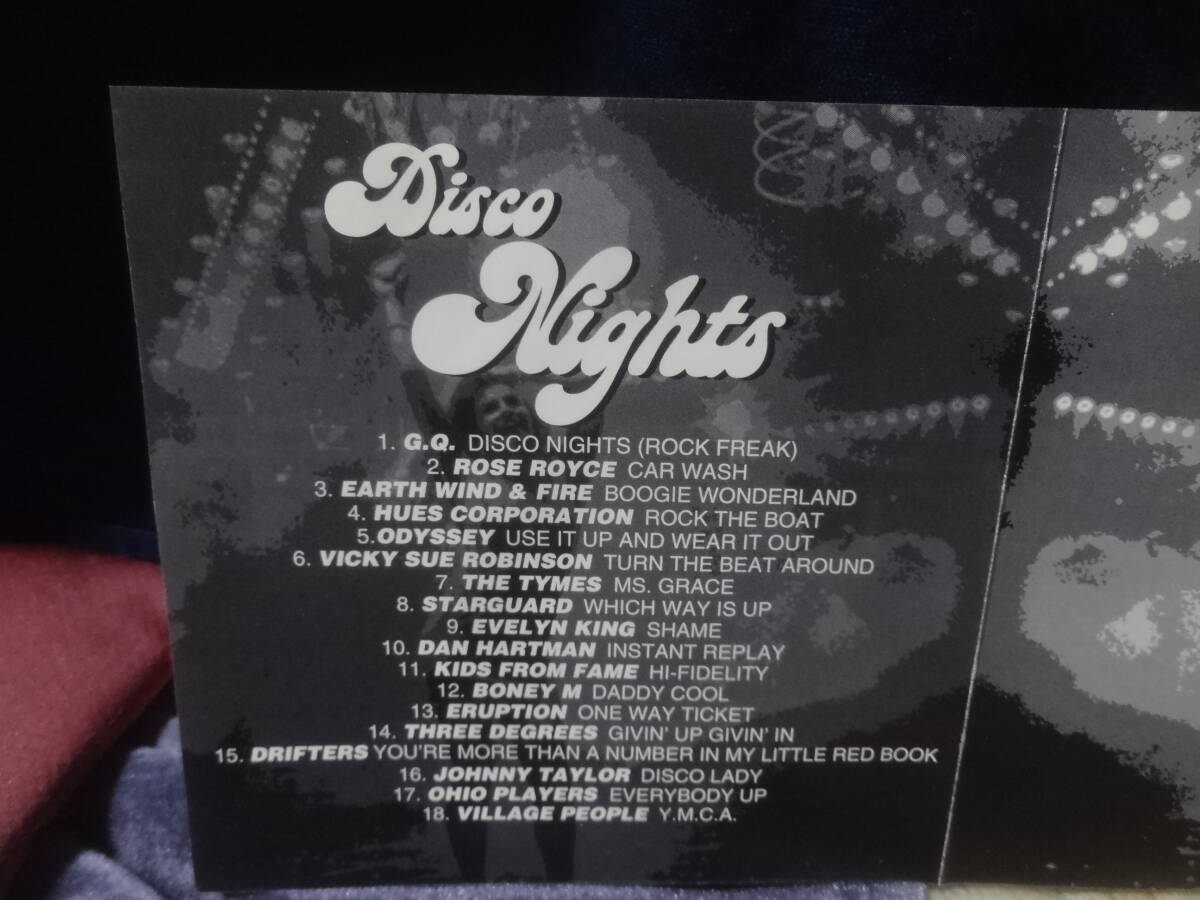 Disco
Nights
1. G.Q. DISCO NIGHTS (ROCK FREAK)
2. ROSE ROYCE CAR WASH
3. EARTH WIND & FIRE BOOGIE WONDERLAND
4. HUES CORPORATION ROCK THE BOAT
5.ODYSSEY USE IT UP AND WEAR IT OUT
6. VICKY SUE ROBINSON TURN THE BEAT AROUND
7. THE TYMES MS. GRACE
8. STARGUARD WHICH WAY IS UP
9. EVELYN KING SHAME
10. DAN HARTMAN INSTANT REPLAY
11. KIDS FROM FAME HI-FIDELITY
12. BONEY M DADDY COOL
13. ERUPTION ONE WAY TICKET
14. THREE DEGREES GIVIN' UP GIVIN' IN
15. DRIFTERS YOU'RE MORE THAN A NUMBER IN MY LITTLE RED BOOK
16. JOHNNY TAYLOR DISCO LADY
17. OHIO PLAYERS EVERYBODY UP
18. VILLAGE PEOPLE Y.M.C.A.